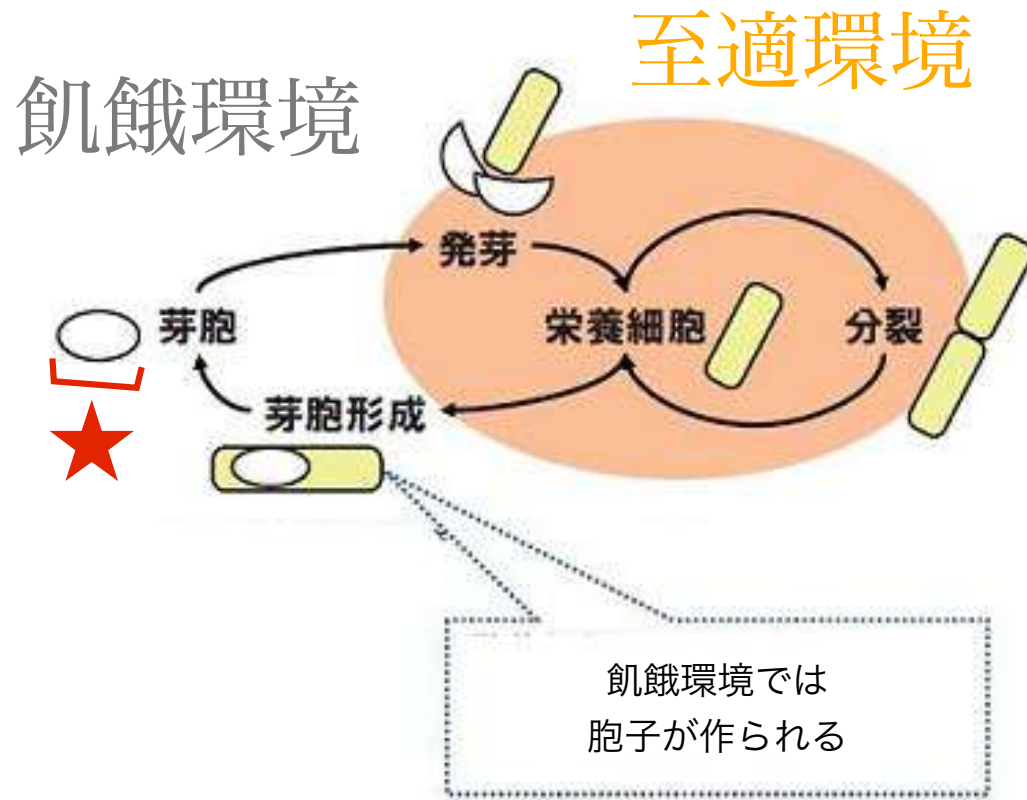 至適環境
飢餓環境
発芽
芽胞
栄養細胞
分裂
芽胞形成
飢餓環境では
胞子が作られる